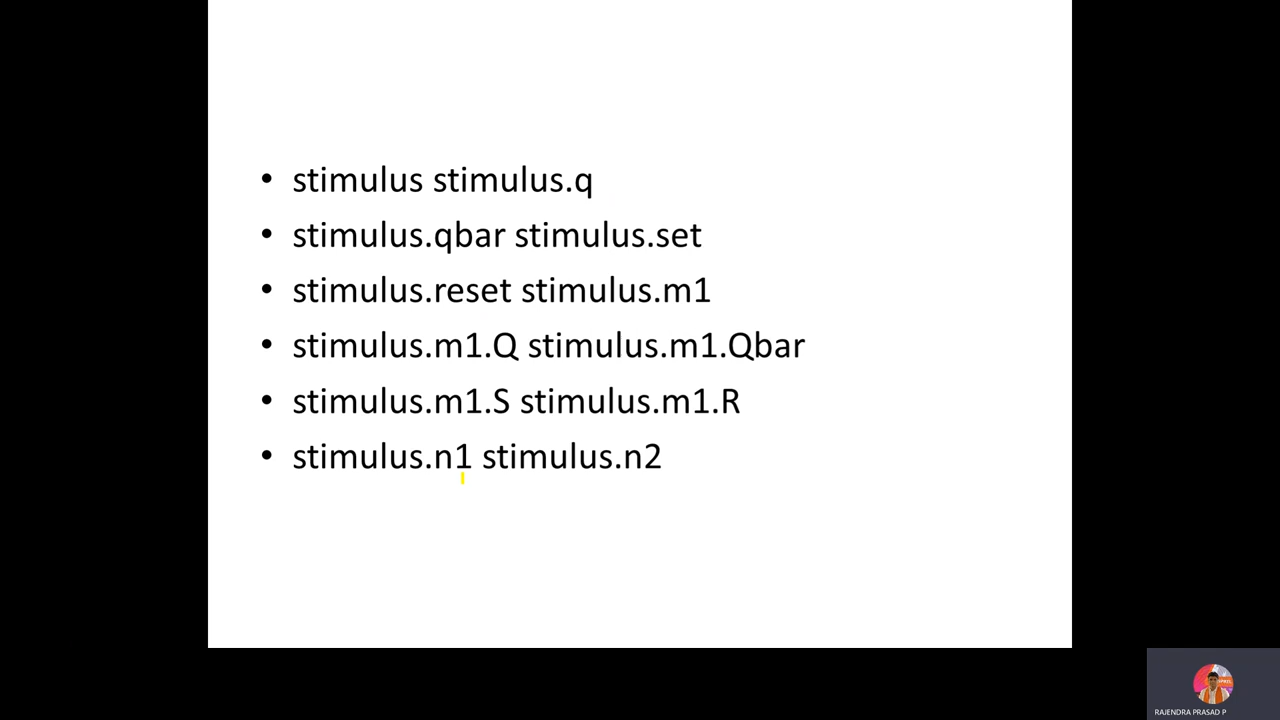 • stimulus stimulus.q
• stimulus.qbar stimulus.set
• stimulus.reset stimulus.m1
• stimulus.m1.Q stimulus.m1.Qbar
• stimulus.m1.S stimulus.m1.R
• stimulus.n1 stimulus.n2
RAJENDRA PRASAD P